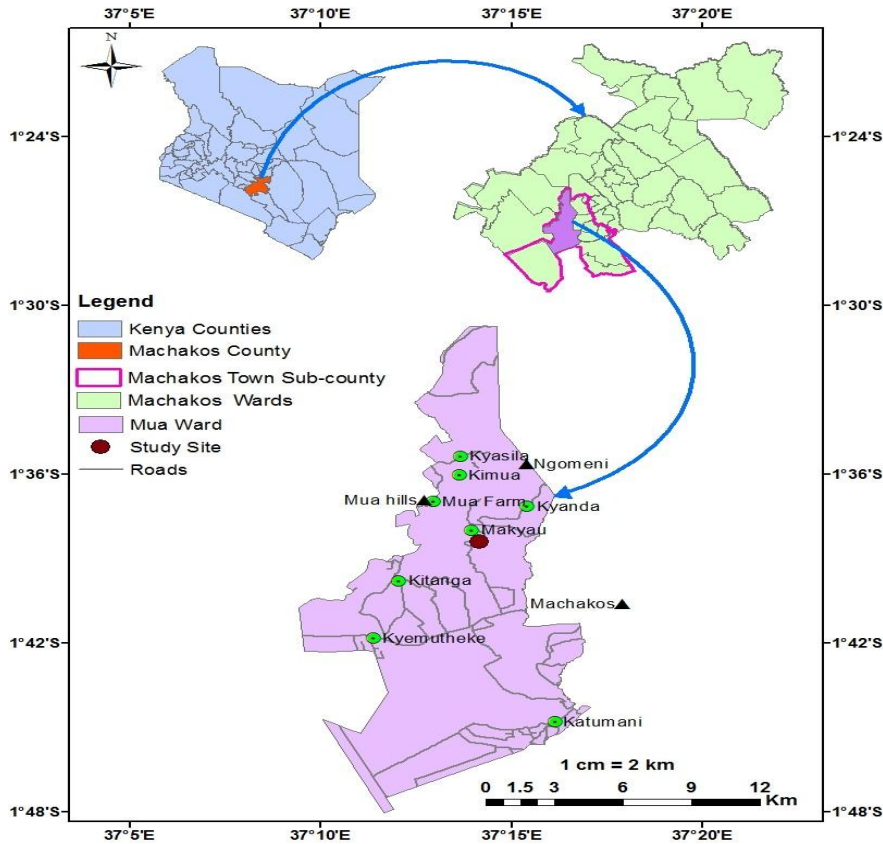 37°5'E 37°10'E 37°15'E 37°20'E
N
1°24'S 1°24'S
1°30'S 1°30'S
Legend
Kenya Counties
Machakos County
Machakos Town Sub-county
Machakos Wards
Mua Ward
Study Site
Roads
Kyasila
Ngomeni
1°36'S 1°36'S
Kimua
Mua hills Mua Farm
Kyanda
Makyau
Kitanga
Machakos
1°42'S 1°42'S
Kyemutheke
Katumani
1 cm = 2 km
0 1.5 3 6 9 12
Km
1°48'S 1°48'S
37°5'E 37°10'E 37°15'E 37°20'E